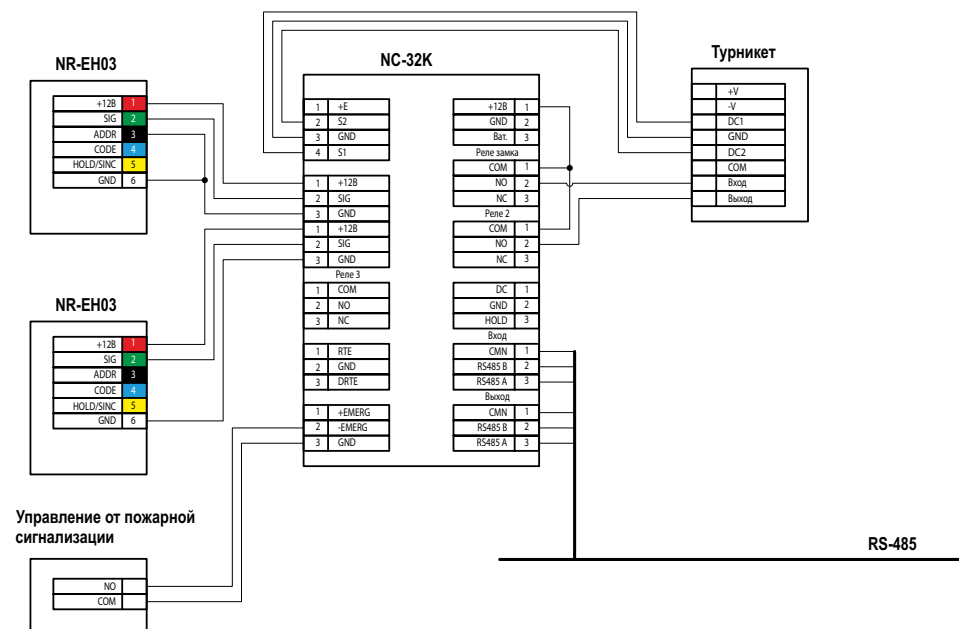 NR-EH03
+12В 1
SIG 2
ADDR 3
CODE 4
HOLD/SINC 5
GND 6
NR-EH03
+12В 1
SIG 2
ADDR 3
CODE 4
HOLD/SINC 5
GND 6
Управление от пожарной
сигнализации
NO
COM
NC-32K
1 +E
2 S2
3 GND
4 S1
1 +12В
2 SIG
3 GND
1 +12В
2 SIG
3 GND
Реле 3
1 COM
2 NO
3 NC
1 RTE
2 GND
3 DRTE
1 +EMERG
2 -EMERG
3 GND
+12В 1
GND 2
Bat. 3
Реле замка
COM 1
NO 2
NC 3
Реле 2
COM 1
NO 2
NC 3
DC 1
GND 2
HOLD 3
Вход
CMN 1
RS485 B 2
RS485 A 3
Выход
CMN 1
RS485 B 2
RS485 A 3
Турникет
+V
-V
DC1
GND
DC2
COM
Вход
Выход
RS-485